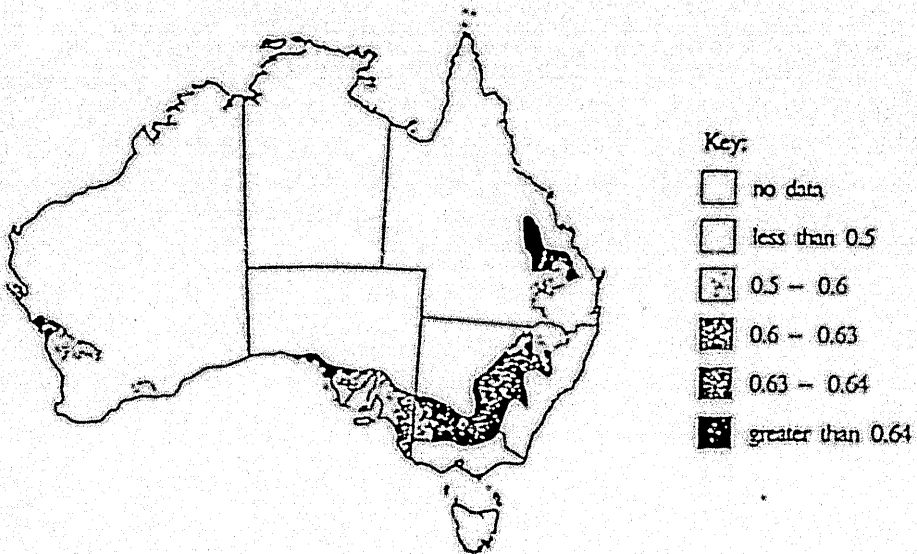 Key:
no data
less than 0.5
0.5 – 0.6
0.6 – 0.63
0.63 – 0.64
greater than 0.64